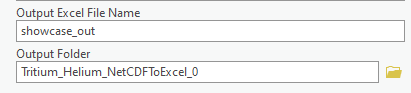 Output Excel File Name
showcase_out
Output Folder
Tritium_Helium_NetCDFToExcel_0